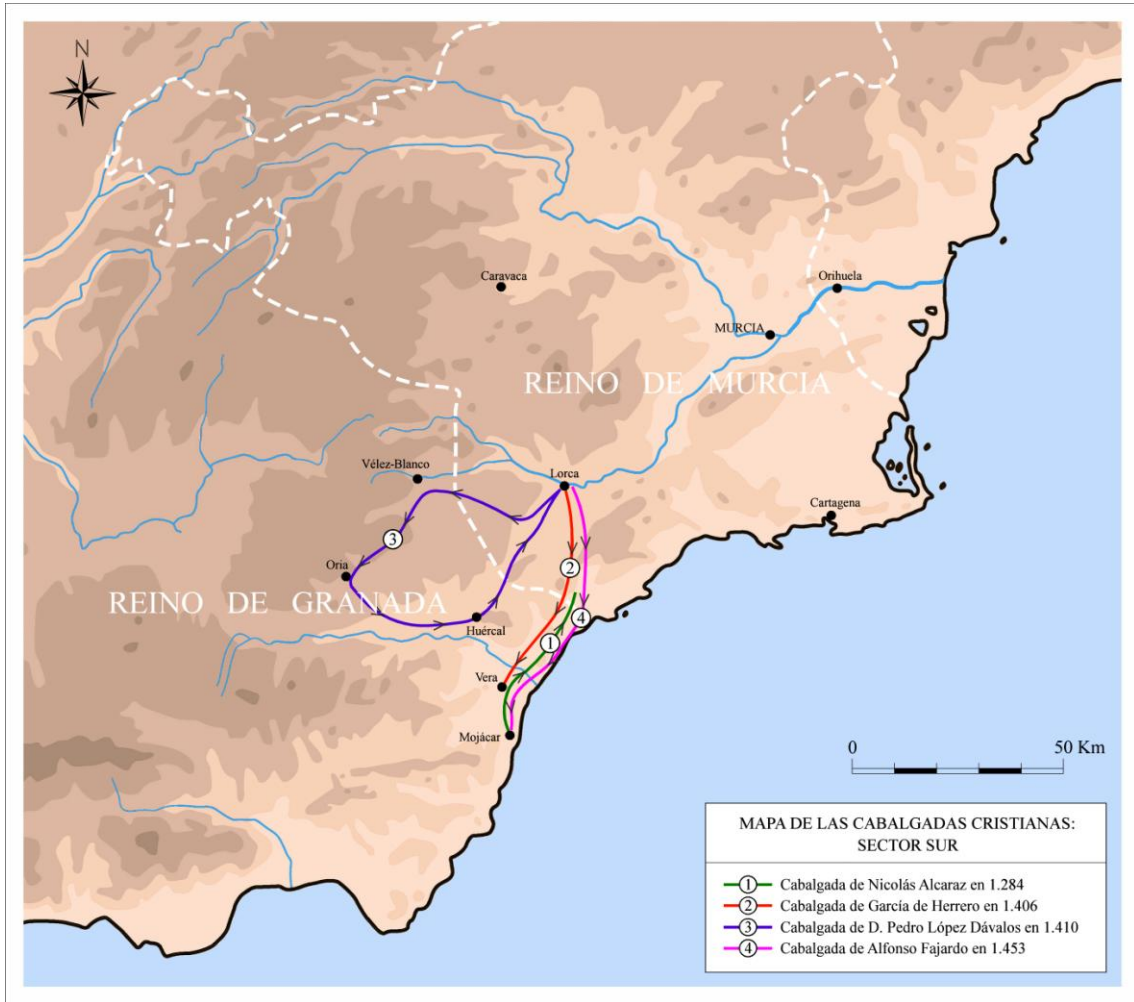 N
Caravaca
Orihuela
MURCIA
REINO DE MURCIA
Vélez-Blanco
Lorca
Cartagena
3
2
Oria
REINO DE GRANADA
Huércal
4
1
Vera
Mojácar
0 50 Km
MAPA DE LAS CABALGADAS CRISTIANAS:
SECTOR SUR
1 Cabalgada de Nicolás Alcaraz en 1.284
2 Cabalgada de García de Herrero en 1.406
3 Cabalgada de D. Pedro López Dávalos en 1.410
4 Cabalgada de Alfonso Fajardo en 1.453